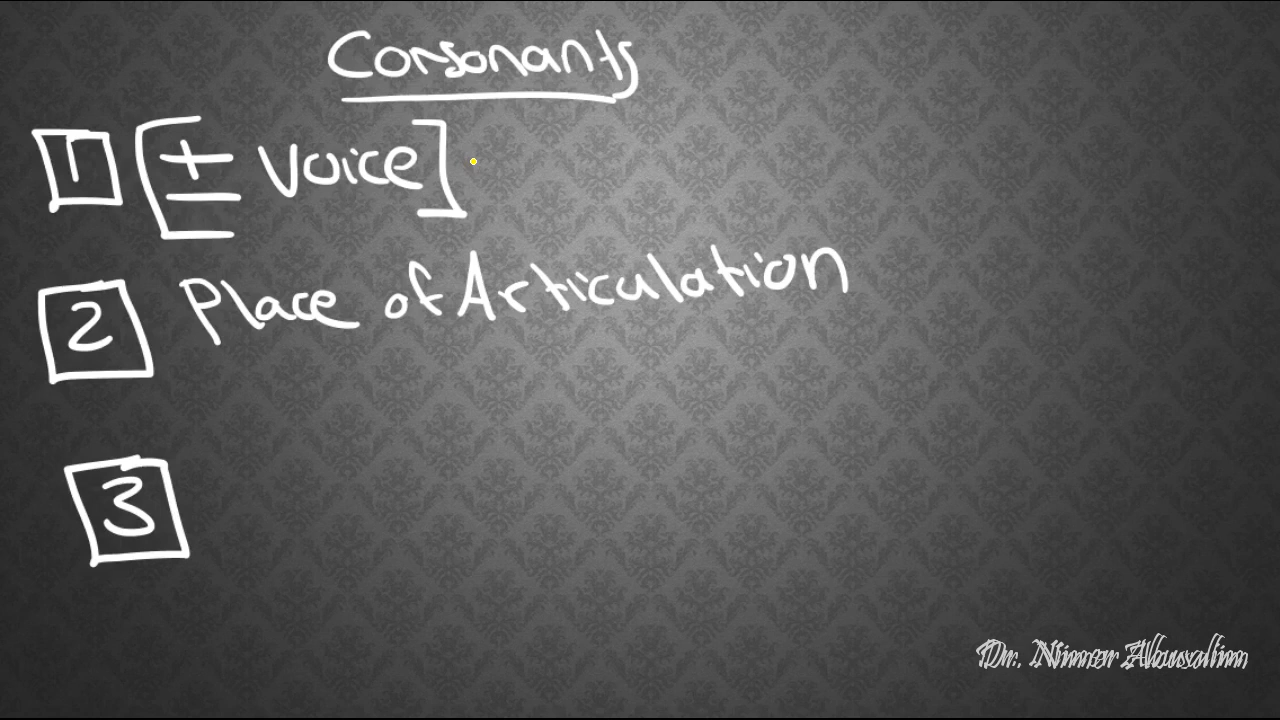 Consonants
1 [± voice]
2 Place of Articulation
3
Dr. Nimer Abusalim